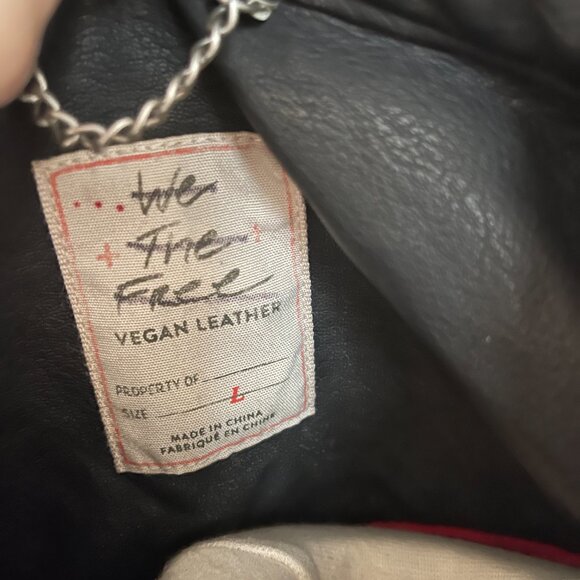 ... We
The
Free
VEGAN LEATHER
PROPERTY OF
SIZE L
MADE IN CHINA
FABRIQUÉ EN CHINE